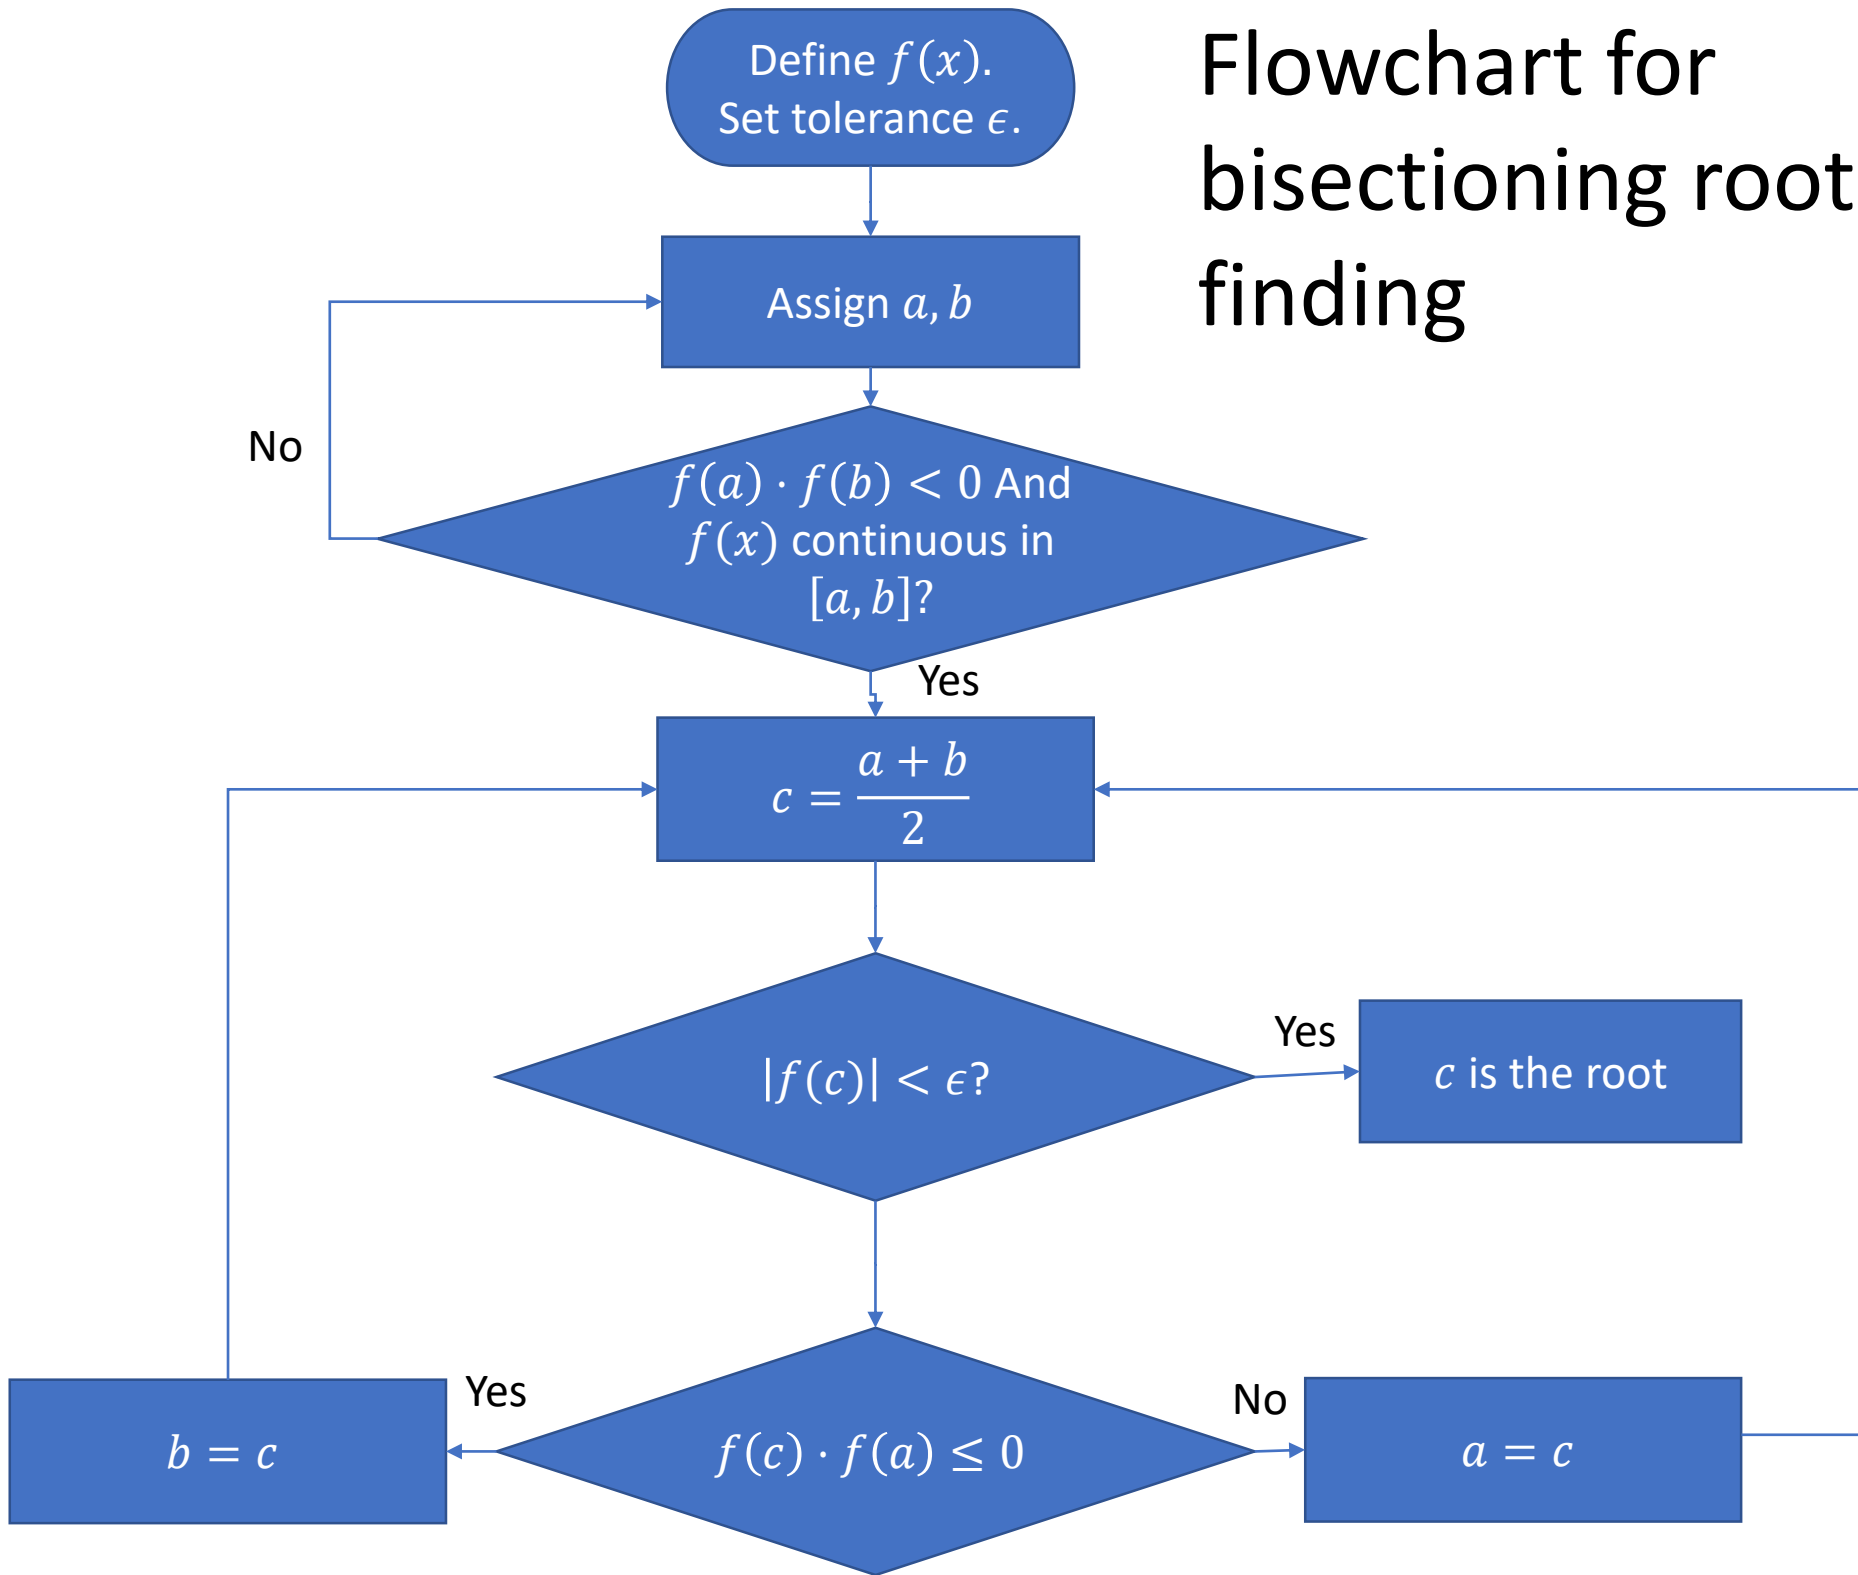 Flowchart for
bisectioning root
finding
Define f(x).
Set tolerance ϵ.
Assign a, b
No
f(a) · f(b) < 0 And
f(x) continuous in
[a, b]?
Yes
c = \frac{a + b}{2}
|f(c)| < ϵ?
Yes
c is the root
Yes
No
b = c
f(c) · f(a) ≤ 0
a = c